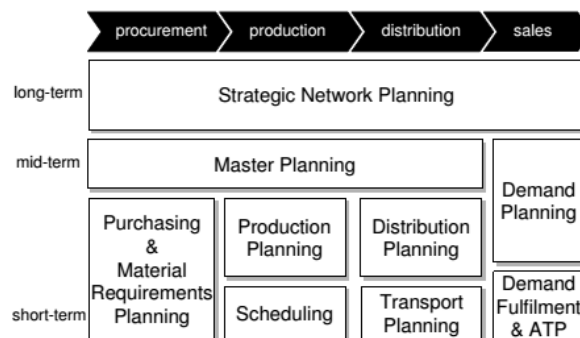 procurement production distribution sales
long-term
Strategic Network Planning
mid-term
Master Planning
Demand
Planning
Purchasing
&
Material
Requirements
Planning
Production
Planning
Distribution
Planning
short-term
Scheduling
Transport
Planning
Demand
Fulfilment
& ATP